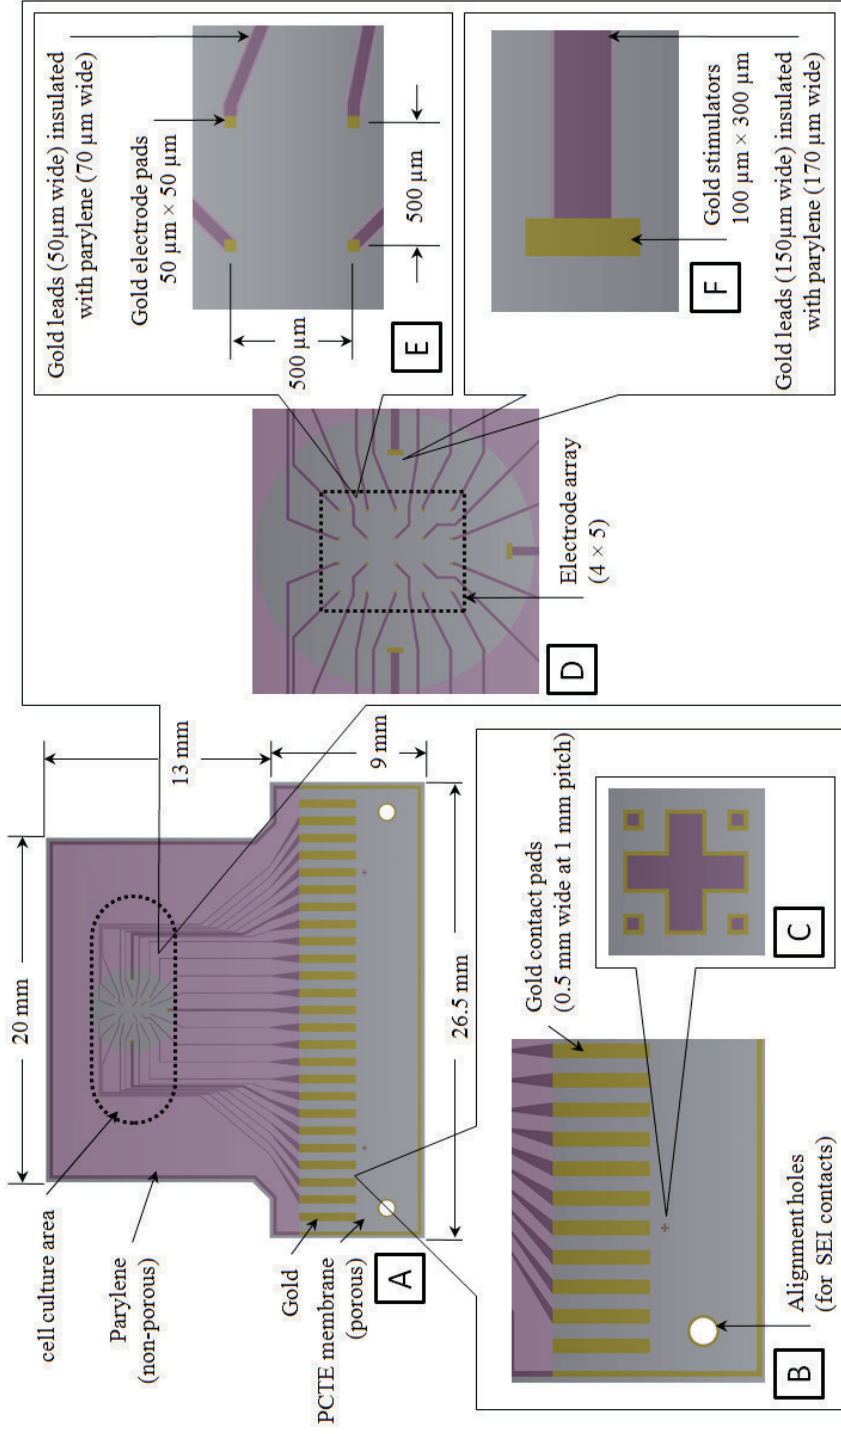 20 mm
13 mm
9 mm
26.5 mm
cell culture area
Parylene
(non-porous)
Gold
PCTE membrane
(porous)
A
Gold contact pads
(0.5 mm wide at 1 mm pitch)
Alignment holes
(for SEI contacts)
B
C
Electrode array
(4 × 5)
D
Gold leads (50μm wide) insulated
with parylene (70 μm wide)
Gold electrode pads
50 μm × 50 μm
500 μm
500 μm
E
Gold stimulators
100 μm × 300 μm
Gold leads (150μm wide) insulated
with parylene (170 μm wide)
F